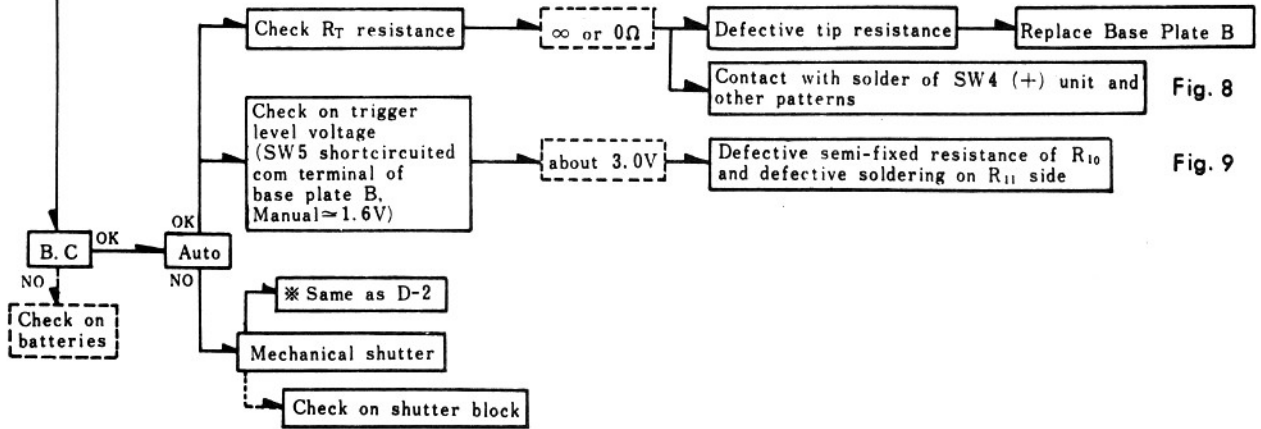 Check RT resistance
∞ or 0Ω
Defective tip resistance
Replace Base Plate B
Contact with solder of SW4 (+) unit and
other patterns
Fig. 8
Check on trigger
level voltage
(SW5 shortcircuited
com terminal of
base plate B,
Manual≃1.6V)
about 3.0V
Defective semi-fixed resistance of R10
and defective soldering on R11 side
Fig. 9
B.C
OK
Auto
OK
NO
NO
Check on
batteries
※ Same as D-2
Mechanical shutter
Check on shutter block